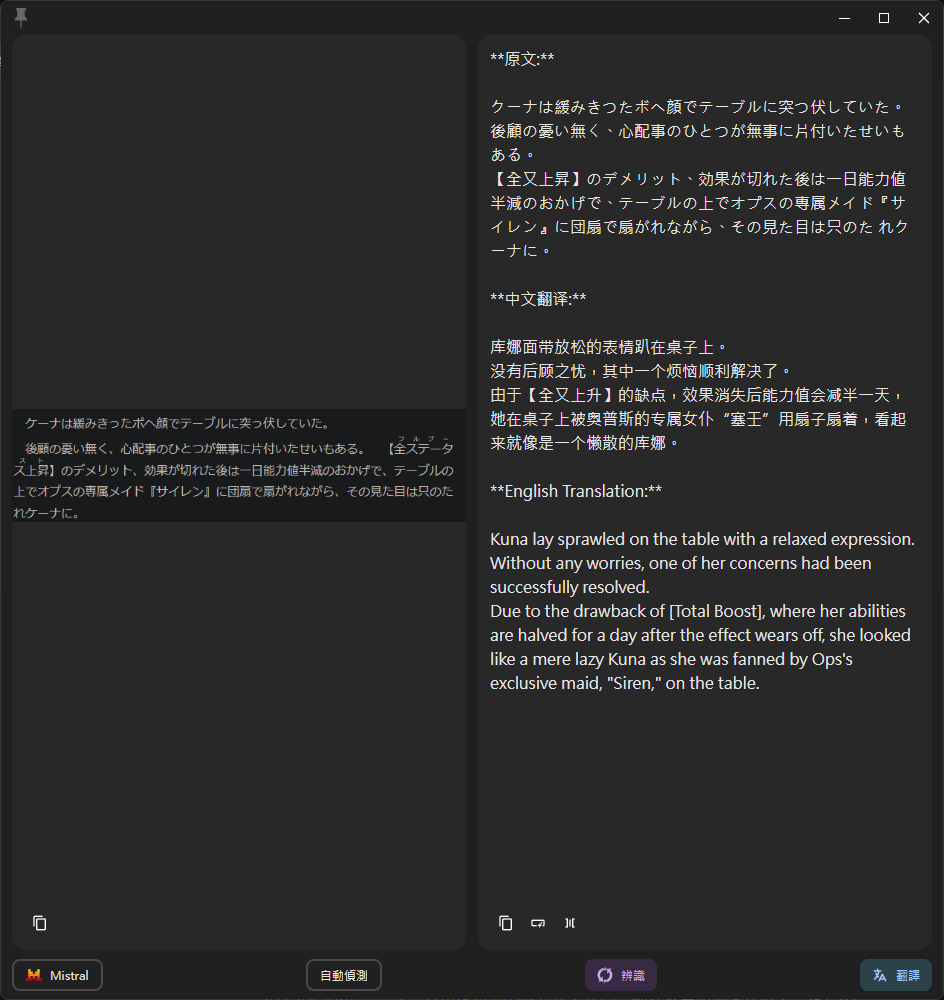 ケーナは緩みきったポヘ顔でテーブルに突っ伏していた。
後顧の憂い無く、心配事のひとつが無事に片付いたせいもある。 【全ステータ
フルブー
ス上昇】のデメリット、効果が切れた後は一日能力値半減のおかげで、テーブルの
スト
上でオプスの専属メイド『サイレン』に団扇で扇がれながら、その見た目は只のた
れケーナに。
**原文:**
クーナは緩みきつたボヘ顔でテーブルに突つ伏していた。
後顧の憂い無く、心配事のひとつが無事に片付いたせいも
ある。
【全又上昇】のデメリット、効果が切れた後は一日能力値
半減のおかげで、テーブルの上でオプスの専属メイド『サ
イレン』に団扇で扇がれながら、その見た目は只のた れク
ーナに。
**中文翻译:**
库娜面带放松的表情趴在桌子上。
没有后顾之忧，其中一个烦恼顺利解决了。
由于【全又上升】的缺点，效果消失后能力值会减半一天，
她在桌子上被奥普斯的专属女仆“塞壬”用扇子扇着，看起
来就像是一个懒散的库娜。
**English Translation:**
Kuna lay sprawled on the table with a relaxed expression.
Without any worries, one of her concerns had been
successfully resolved.
Due to the drawback of [Total Boost], where her abilities
are halved for a day after the effect wears off, she looked
like a mere lazy Kuna as she was fanned by Ops's
exclusive maid, "Siren," on the table.
Mistral
自動偵測
辨識
翻譯